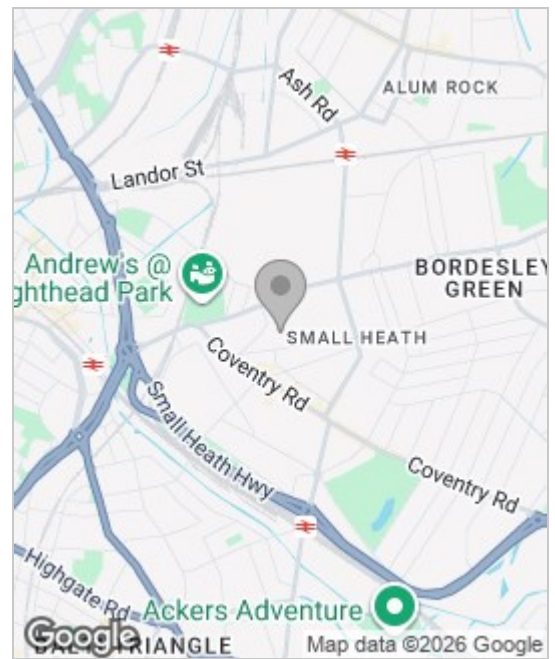 Ash Rd
ALUM ROCK
Landor St
Andrew's @
ghthead Park
BORDESLEY
GREEN
SMALL HEATH
Coventry Rd
Small Heath Hwy
Coventry Rd
Highgate Rd
Ackers Adventure
Google
TRIANGLE
Map data ©2026 Google